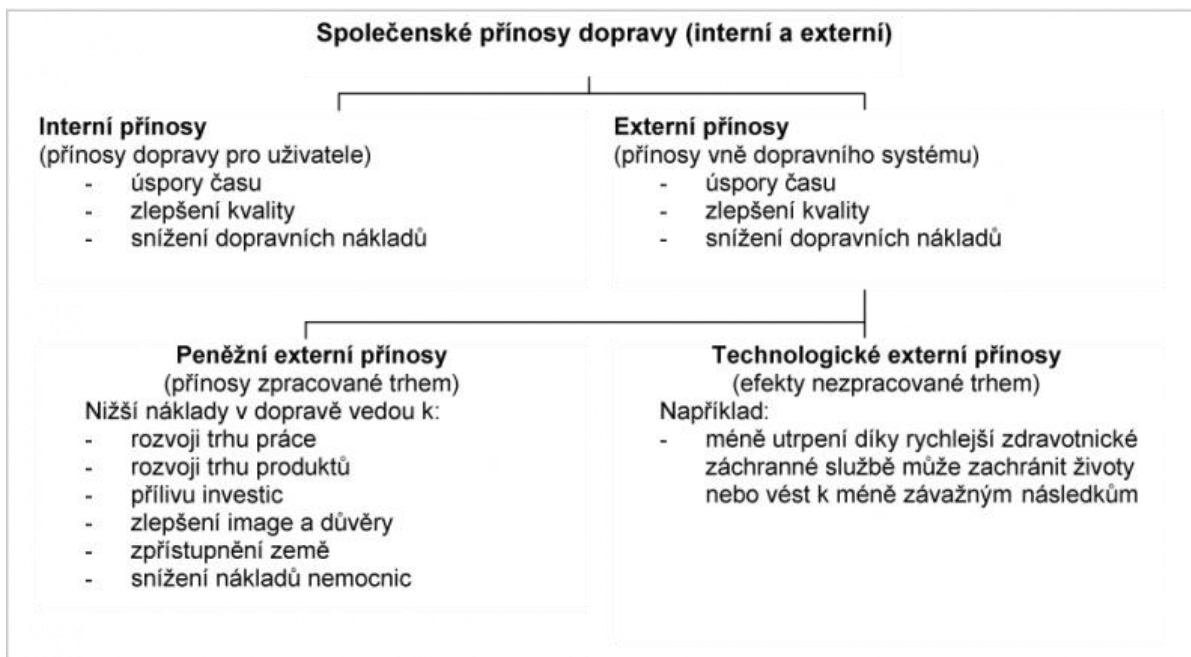 Společenské přínosy dopravy (interní a externí)
Interní přínosy
(přínosy dopravy pro uživatele)
- úspory času
- zlepšení kvality
- snížení dopravních nákladů
Externí přínosy
(přínosy vně dopravního systému)
- úspory času
- zlepšení kvality
- snížení dopravních nákladů
Peněžní externí přínosy
(přínosy zpracované trhem)
Nižší náklady v dopravě vedou k:
- rozvoji trhu práce
- rozvoji trhu produktů
- přílivu investic
- zlepšení image a důvěry
- zpřístupnění země
- snížení nákladů nemocnic
Technologické externí přínosy
(efekty nezpracované trhem)
Například:
- méně utrpení díky rychlejší zdravotnické
záchranné službě může zachránit životy
nebo vést k méně závažným následkům